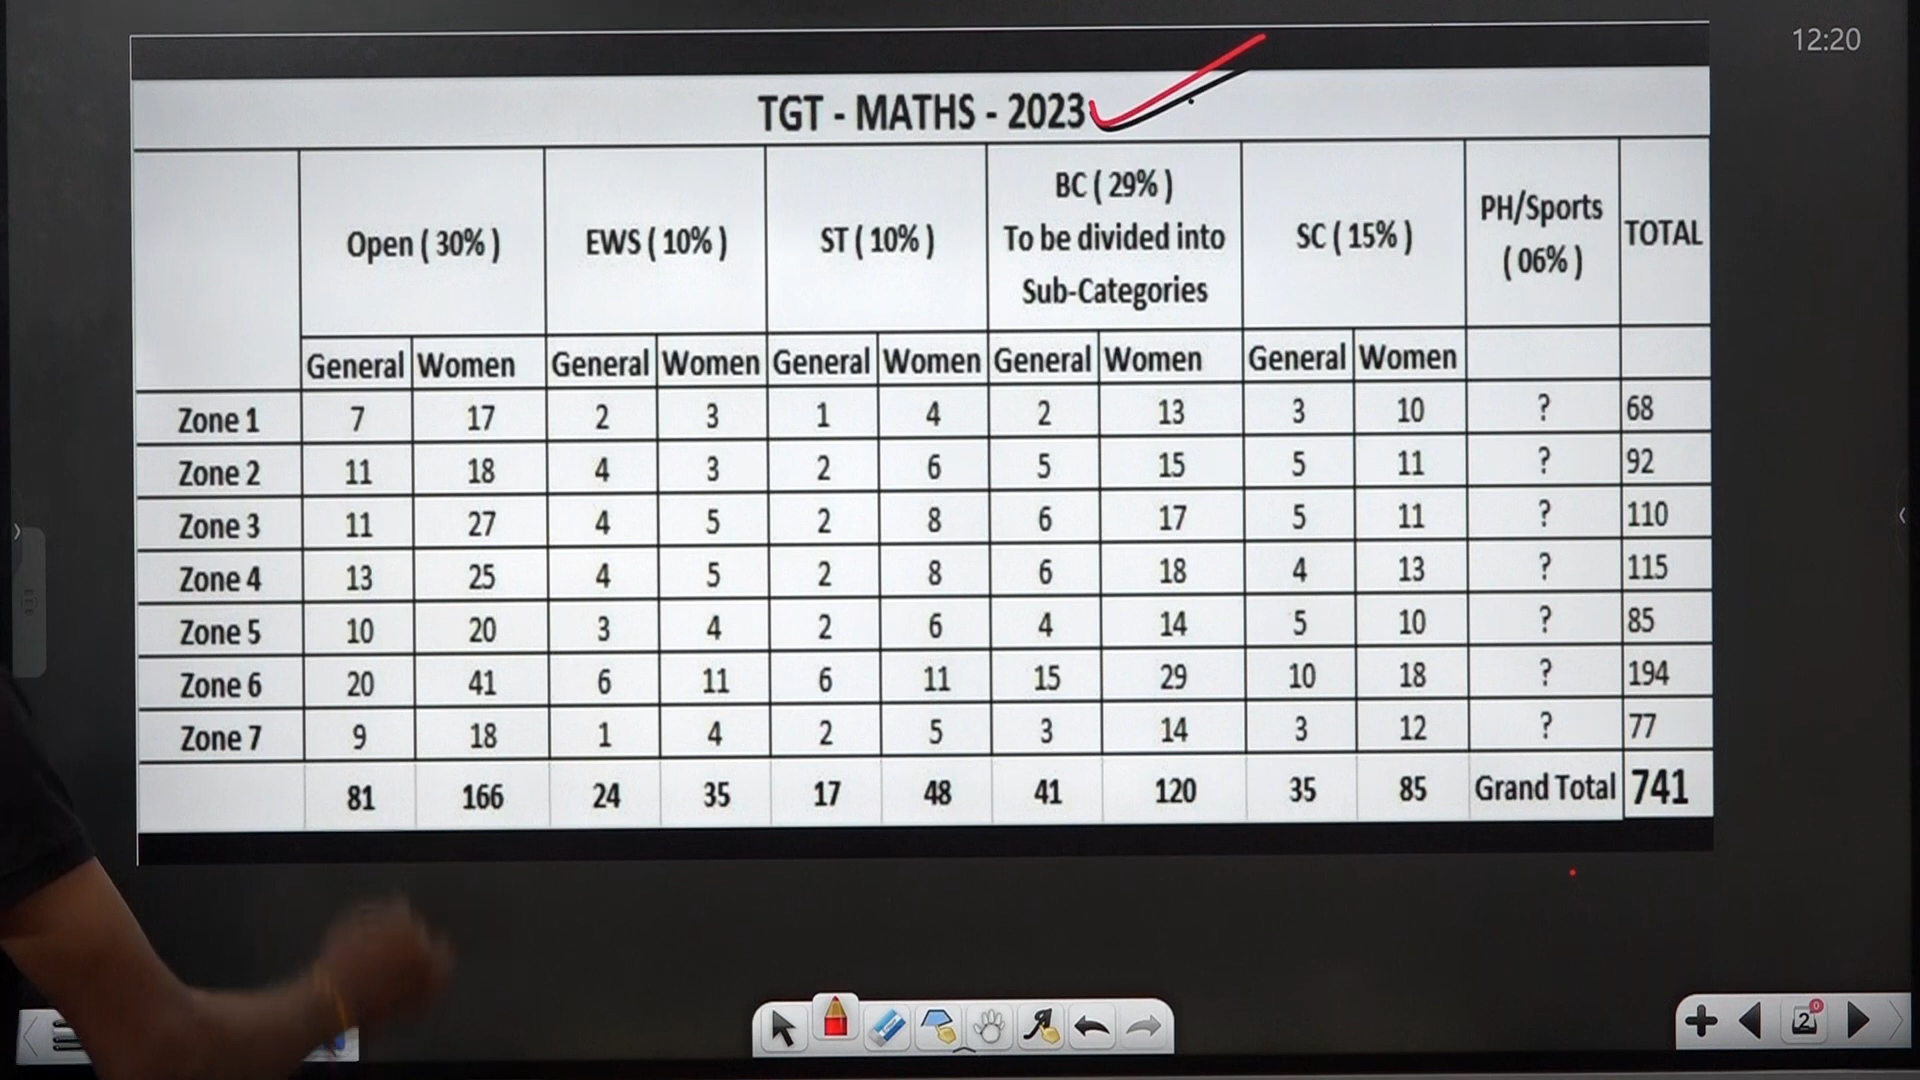 12:20
TGT - MATHS - 2023
Open ( 30% ) EWS ( 10% ) ST ( 10% ) BC ( 29% ) To be divided into Sub-Categories SC ( 15% ) PH/Sports ( 06% ) TOTAL
General Women General Women General Women General Women General Women
Zone 1 7 17 2 3 1 4 2 13 3 10 ? 68
Zone 2 11 18 4 3 2 6 5 15 5 11 ? 92
Zone 3 11 27 4 5 2 8 6 17 5 11 ? 110
Zone 4 13 25 4 5 2 8 6 18 4 13 ? 115
Zone 5 10 20 3 4 2 6 4 14 5 10 ? 85
Zone 6 20 41 6 11 6 11 15 29 10 18 ? 194
Zone 7 9 18 1 4 2 5 3 14 3 12 ? 77
81 166 24 35 17 48 41 120 35 85 Grand Total 741
2 0